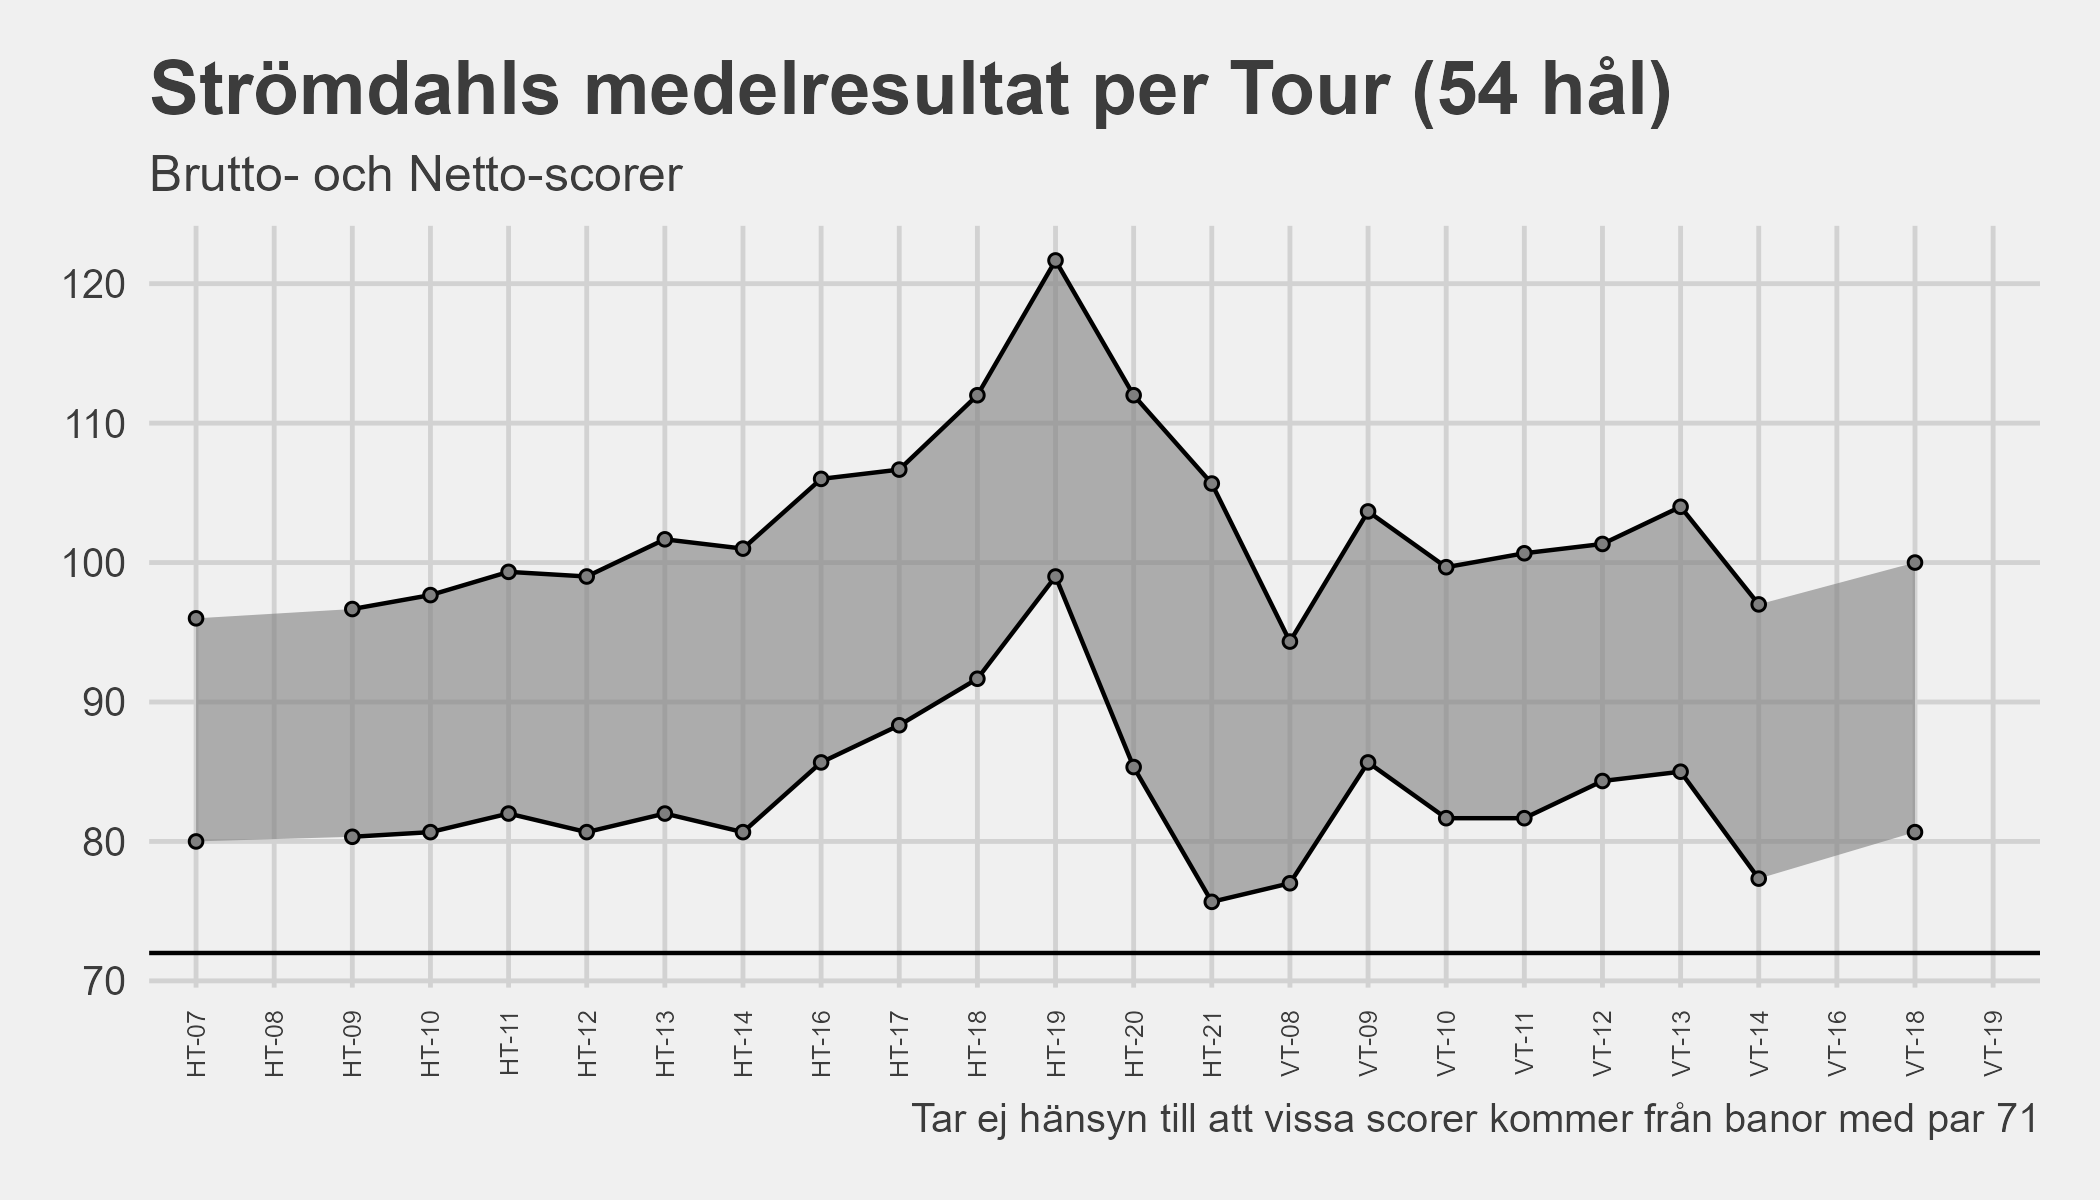 Strömdahls medelresultat per Tour (54 hål)
Brutto- och Netto-scorer
120
110
100
90
80
70
HT-07
HT-08
HT-09
HT-10
HT-11
HT-12
HT-13
HT-14
HT-16
HT-17
HT-18
HT-19
HT-20
HT-21
VT-08
VT-09
VT-10
VT-11
VT-12
VT-13
VT-14
VT-16
VT-18
VT-19
Tar ej hänsyn till att vissa scorer kommer från banor med par 71